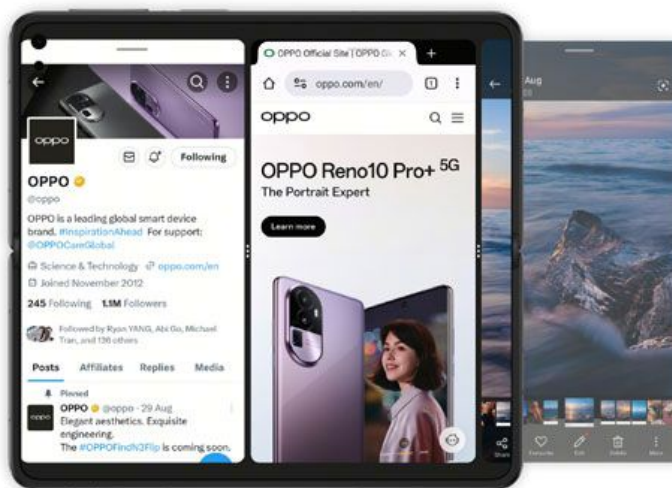 oppo
Following
OPPO
@oppo
OPPO is a leading global smart device
brand. #InspirationAhead For support:
@OPPOCareGlobal
Science & Technology oppo.com/en
Joined November 2012
245 Following 1.1M Followers
Followed by Ryan YANG, Abi Go, Michael
Tran, and 136 others
Posts Affiliates Replies Media
Pinned
oppo
OPPO @oppo · 29 Aug
Elegant aesthetics. Exquisite
engineering.
The #OPPOFindN3Flip is coming soon.
OPPO Official Site | OPPO
oppo.com/en/
1
oppo
OPPO Reno10 Pro+ 5G
The Portrait Expert
Learn more
Share
Aug
Favourite Edit Delete More